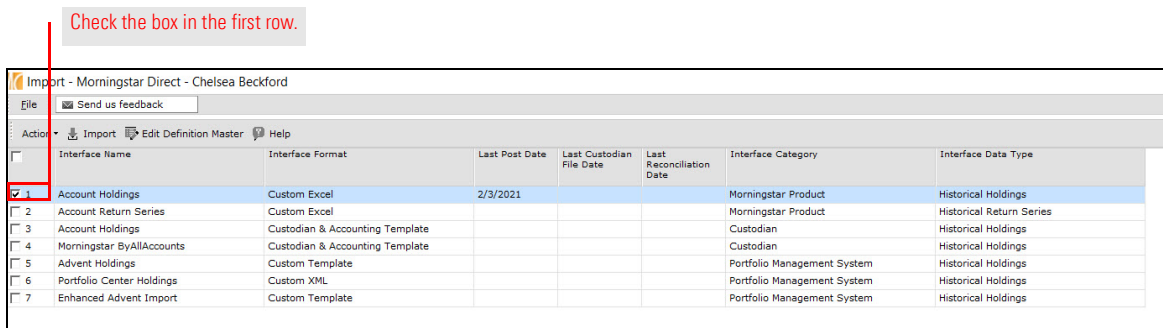 Check the box in the first row.
Import - Morningstar Direct - Chelsea Beckford
File Send us feedback
Action Import Edit Definition Master Help
Interface Name Interface Format Last Post Date Last Custodian File Date Last Reconciliation Date Interface Category Interface Data Type
1 Account Holdings Custom Excel 2/3/2021 Morningstar Product Historical Holdings
2 Account Return Series Custom Excel Morningstar Product Historical Return Series
3 Account Holdings Custodian & Accounting Template Custodian Historical Holdings
4 Morningstar ByAllAccounts Custodian & Accounting Template Custodian Historical Holdings
5 Advent Holdings Custom Template Portfolio Management System Historical Holdings
6 Portfolio Center Holdings Custom XML Portfolio Management System Historical Holdings
7 Enhanced Advent Import Custom Template Portfolio Management System Historical Holdings